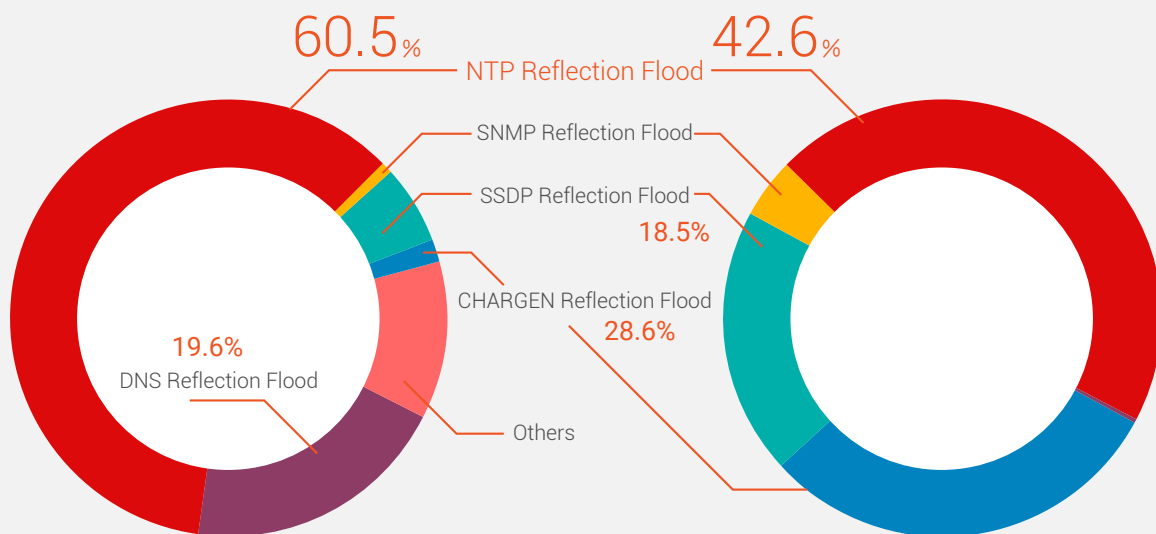 60.5% 42.6%
NTP Reflection Flood
SNMP Reflection Flood
SSDP Reflection Flood
18.5%
CHARGEN Reflection Flood
28.6%
19.6%
DNS Reflection Flood
Others